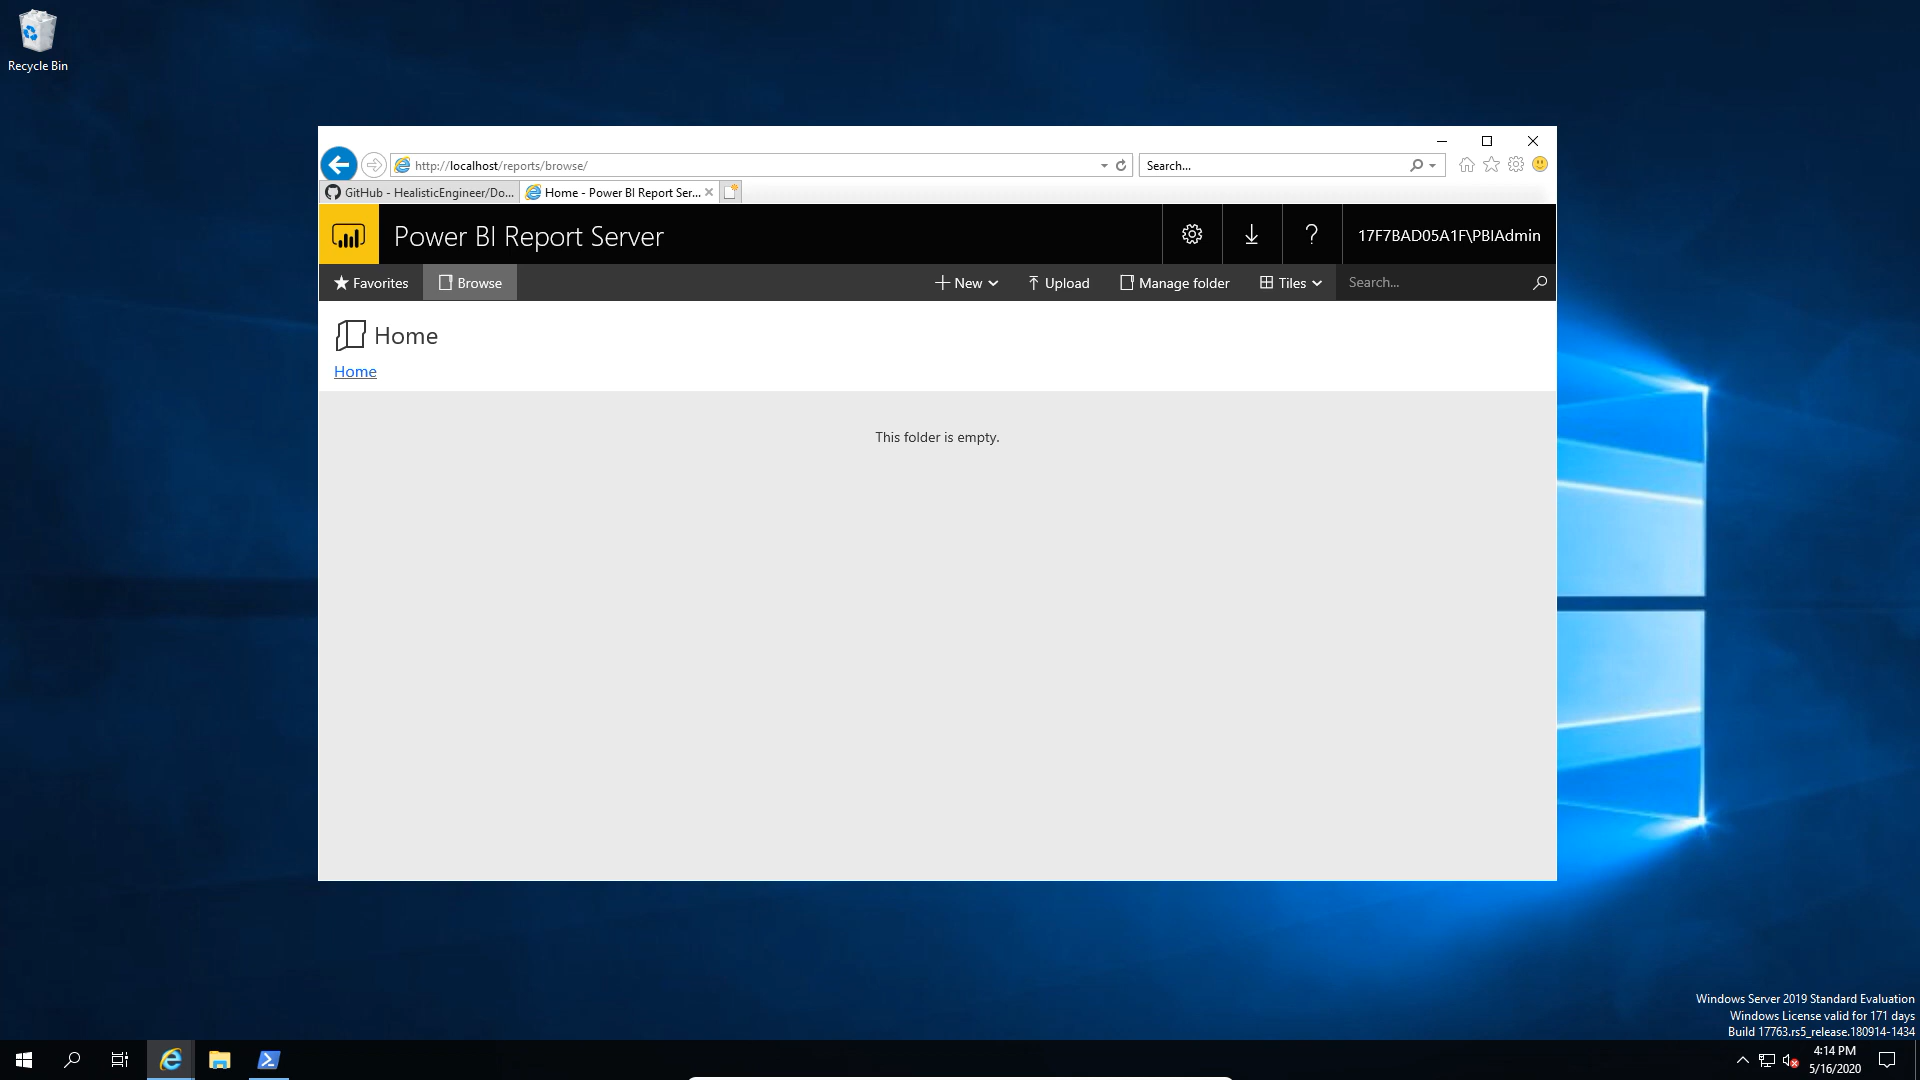 Recycle Bin
http://localhost/reports/browse/
Search...
GitHub - HealisticEngineer/Do...
Home - Power BI Report Ser...
Power BI Report Server
?
17F7BAD05A1F\PBIAdmin
Favorites
Browse
New
Upload
Manage folder
Tiles
Search...
Home
Home
This folder is empty.
Windows Server 2019 Standard Evaluation
Windows License valid for 171 days
Build 17763.rs5_release.180914-1434
4:14 PM
5/16/2020